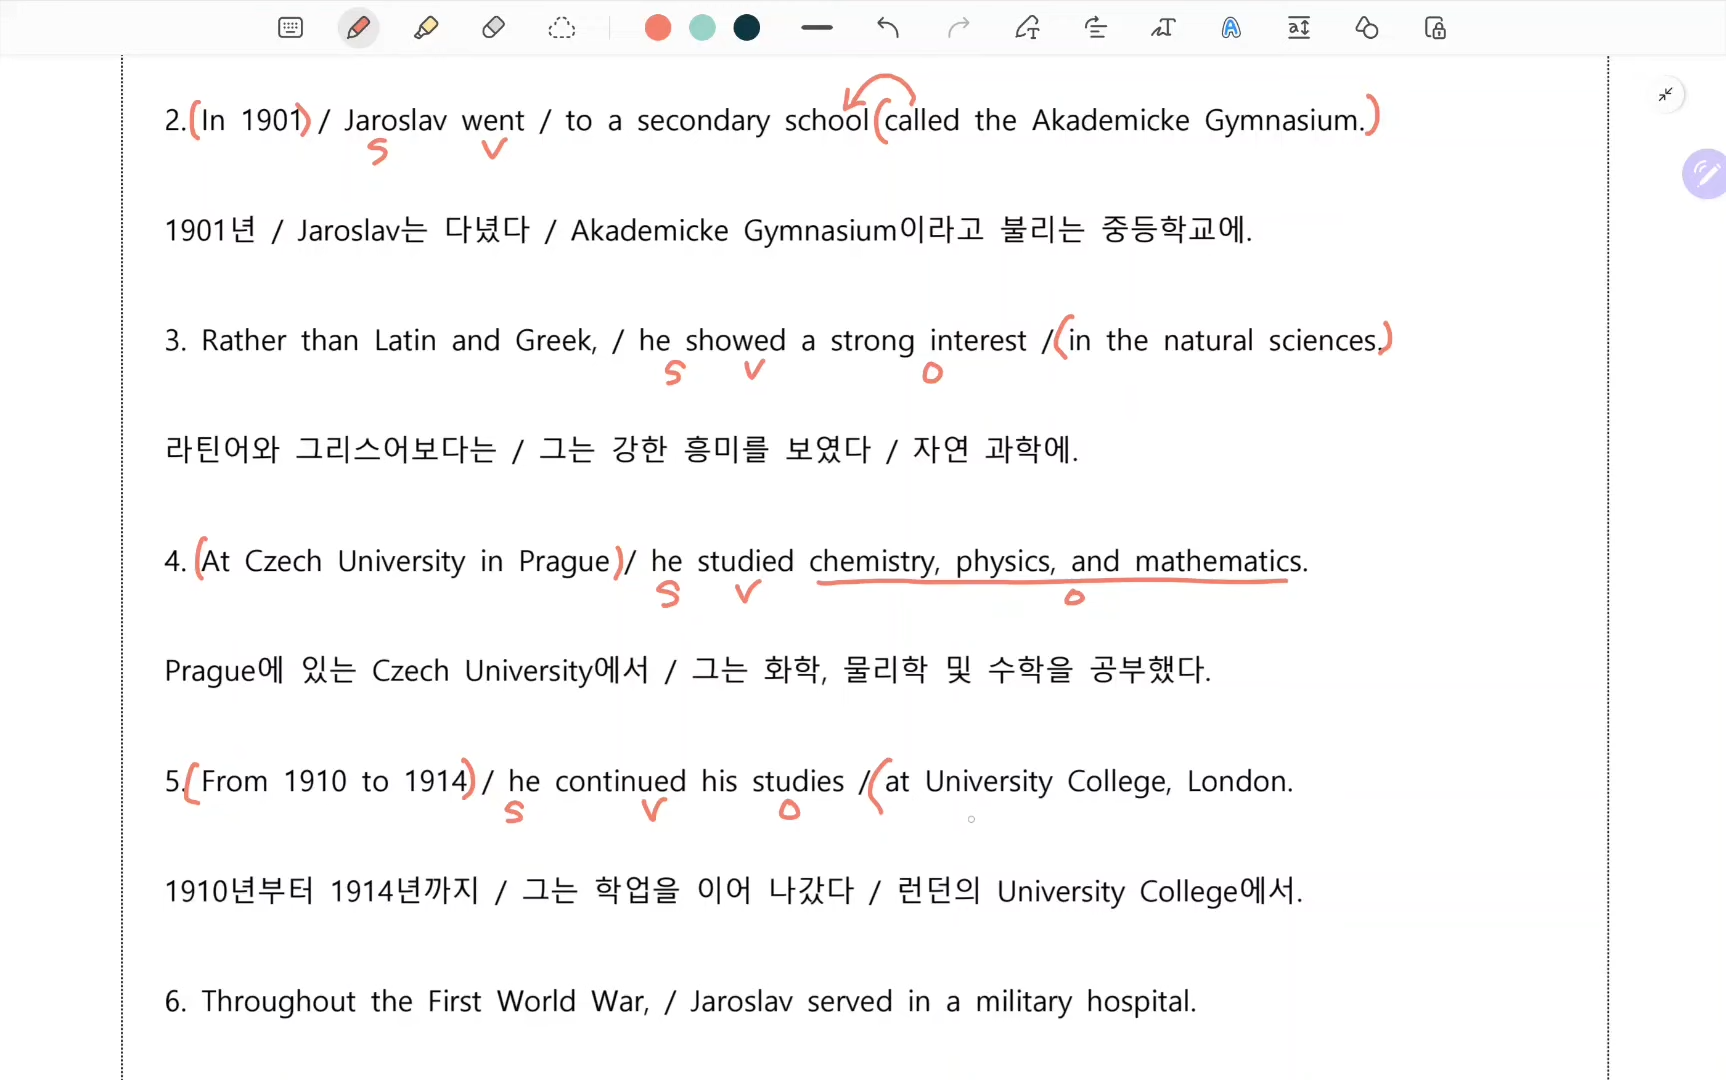 2.(In 1901) / Jaroslav went / to a secondary school (called the Akademicke Gymnasium.)
S V
1901년 / Jaroslav는 다녔다 / Akademicke Gymnasium이라고 불리는 중등학교에.
3. Rather than Latin and Greek, / he showed a strong interest /(in the natural sciences.)
S V O
라틴어와 그리스어보다는 / 그는 강한 흥미를 보였다 / 자연 과학에.
4. (At Czech University in Prague)/ he studied chemistry, physics, and mathematics.
S V O
Prague에 있는 Czech University에서 / 그는 화학, 물리학 및 수학을 공부했다.
5.(From 1910 to 1914)/ he continued his studies /(at University College, London.
S V O
1910년부터 1914년까지 / 그는 학업을 이어 나갔다 / 런던의 University College에서.
6. Throughout the First World War, / Jaroslav served in a military hospital.